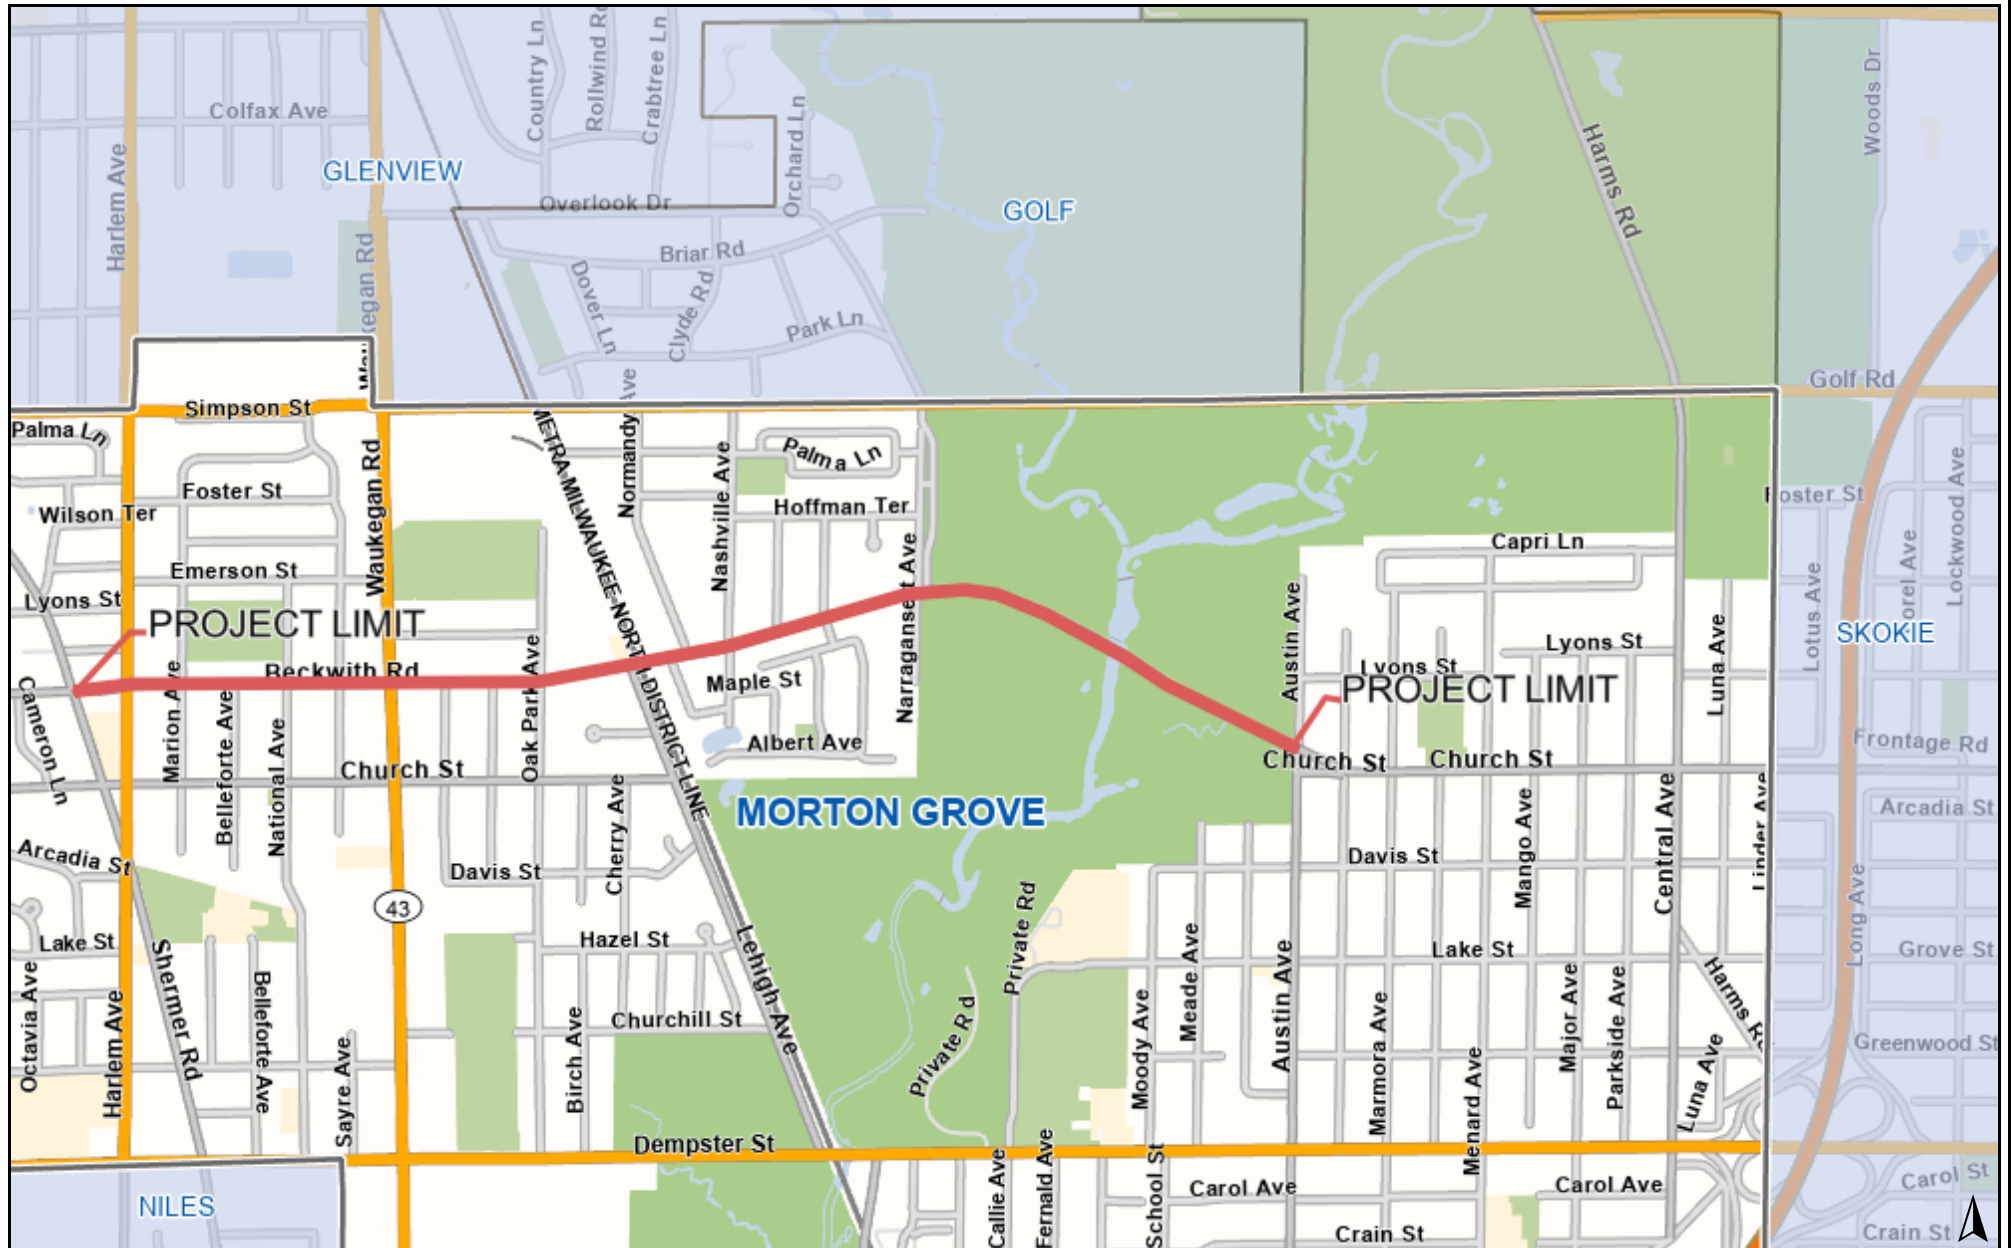 Colfax Ave
Harlem Ave
GLENVIEW
Country Ln
Rollwind Rd
Crabtree Ln
Orchard Ln
Overlook Dr
Briar Rd
Dover Ln
Clyde Rd
Park Ln
GOLF
Harms Rd
Woods Dr
Golf Rd
Simpson St
Palma Ln
Waukegan Rd
Foster St
Wilson Ter
METRA MILWAUKEE NORTH DISTRICT LINE
Normandy Ave
Nashville Ave
Palma Ln
Hoffman Ter
Narragansett Ave
Capri Ln
Foster St
Lockwood Ave
Lotus Ave
Emerson St
Lyons St
PROJECT LIMIT
Beckwith Rd
Cameron Ln
Marion Ave
Belleforte Ave
National Ave
Oak Park Ave
Maple St
Albert Ave
Austin Ave
Lyons St
Lyons St
Luna Ave
SKOKIE
PROJECT LIMIT
Church St
Church St
Church St
Frontage Rd
MORTON GROVE
Arcadia St
Arcadia St
Davis St
Cherry Ave
Davis St
Mango Ave
Central Ave
Linder Ave
Long Ave
43
Lake St
Shermer Rd
Hazel St
Lehigh Ave
Private Rd
Meade Ave
Lake St
Grove St
Octavia Ave
Harlem Ave
Belleforte Ave
Sayre Ave
Birch Ave
Churchill St
Private Rd
Moody Ave
Austin Ave
Marmora Ave
Menard Ave
Major Ave
Parkside Ave
Harms Rd
Luna Ave
Greenwood St
Dempster St
NILES
Callie Ave
Fernald Ave
School St
Carol Ave
Carol Ave
Carol St
Crain St
Crain St